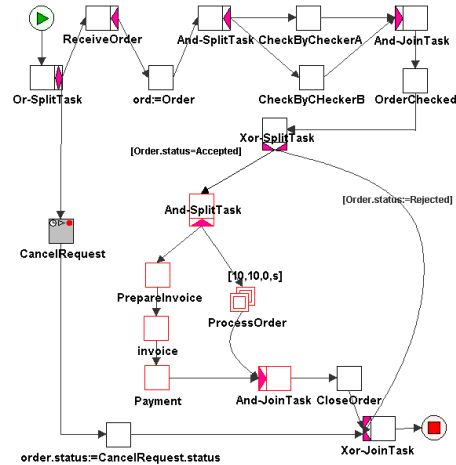 ReceiveOrder
And-SplitTask
CheckByCheckerA
And-JoinTask
Or-SplitTask
ord:=Order
CheckByCHeckerB
OrderChecked
Xor-SplitTask
[Order.status=Accepted]
[Order.status:=Rejected]
And-SplitTask
CancelRequest
[10,10,0,s]
PrepareInvoice
ProcessOrder
invoice
Payment
And-JoinTask
CloseOrder
Xor-JoinTask
order.status:=CancelRequest.status